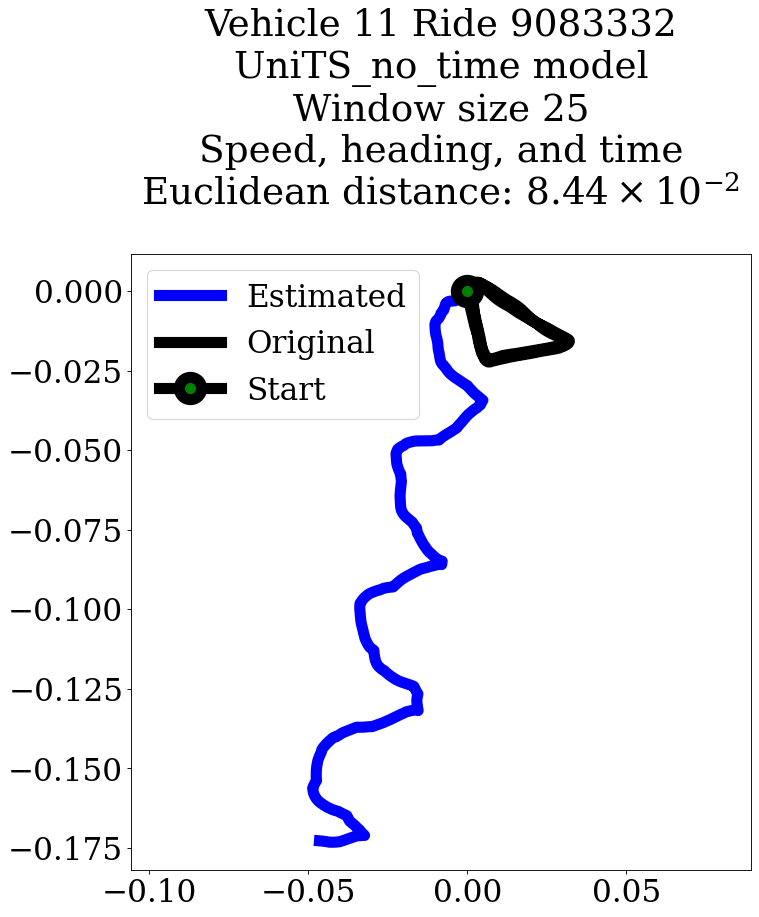 Vehicle 11 Ride 9083332
UniTS_no_time model
Window size 25
Speed, heading, and time
Euclidean distance: 8.44 × 10⁻²
Estimated
Original
Start
0.000
−0.025
−0.050
−0.075
−0.100
−0.125
−0.150
−0.175
−0.10 −0.05 0.00 0.05